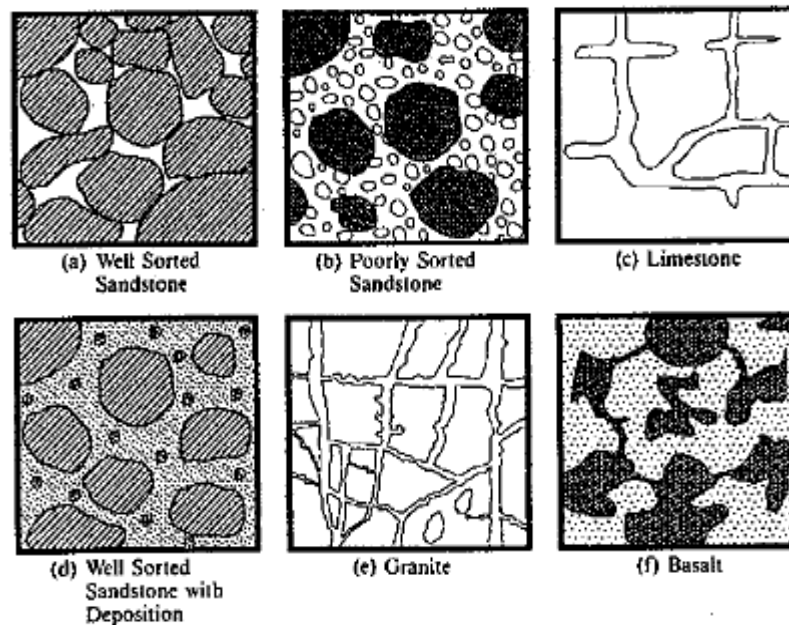 (a) Well Sorted
Sandstone
(b) Poorly Sorted
Sandstone
(c) Limestone
(d) Well Sorted
Sandstone with
Deposition
(e) Granite
(f) Basalt